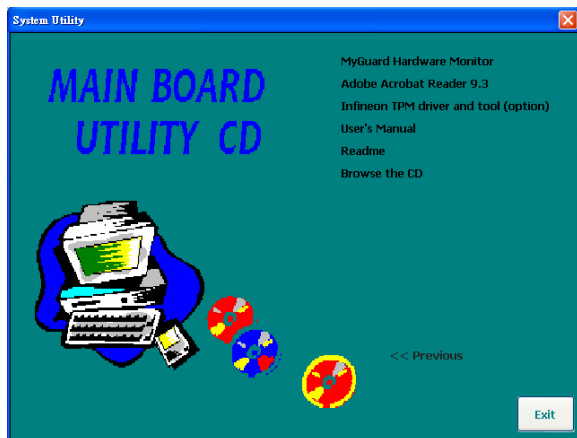 System Utility
MAIN BOARD
UTILITY CD
MyGuard Hardware Monitor
Adobe Acrobat Reader 9.3
Infineon TPM driver and tool (option)
User's Manual
Readme
Browse the CD
<< Previous
Exit